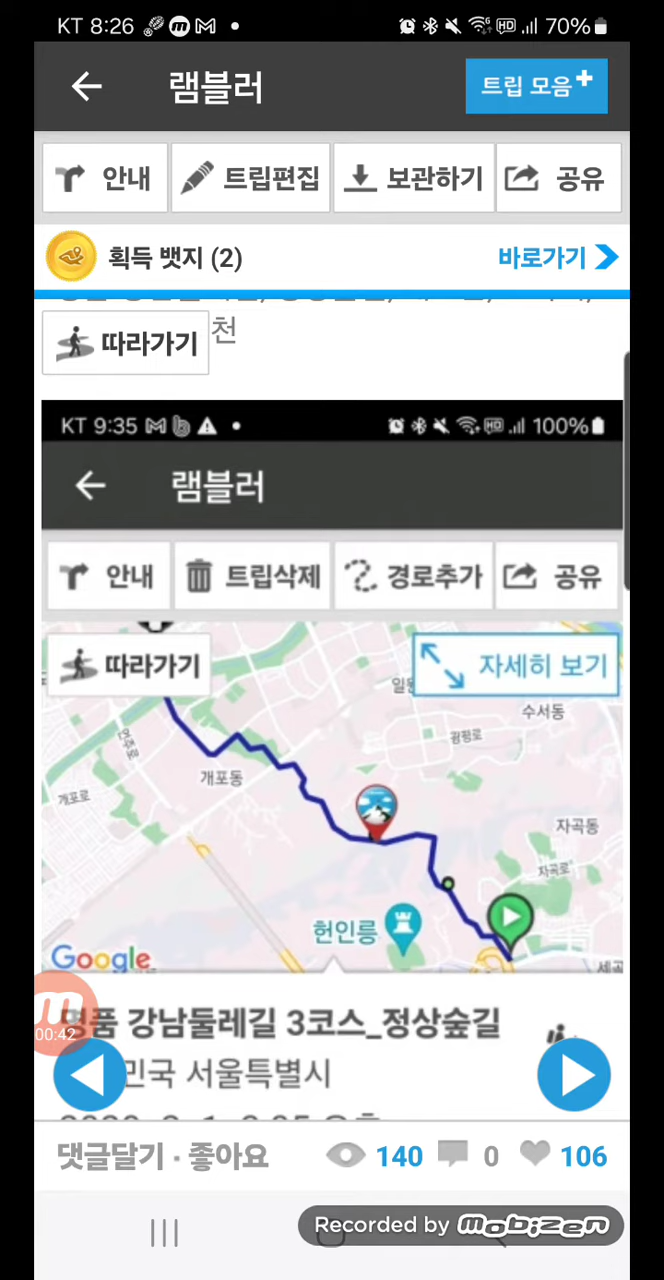 KT 8:26 70%
램블러 트립 모음+
안내 트립편집 보관하기 공유
획득 뱃지 (2) 바로가기
천
따라가기
KT 9:35 100%
램블러
안내 트립삭제 경로추가 공유
따라가기 자세히 보기
수서동
언주로 광평로
개포동
개포로
자곡동
자곡로
헌인릉
Google
명품 강남둘레길 3코스_정상숲길
00:42
민국 서울특별시
댓글달기 · 좋아요 140 0 106
Recorded by mobizen